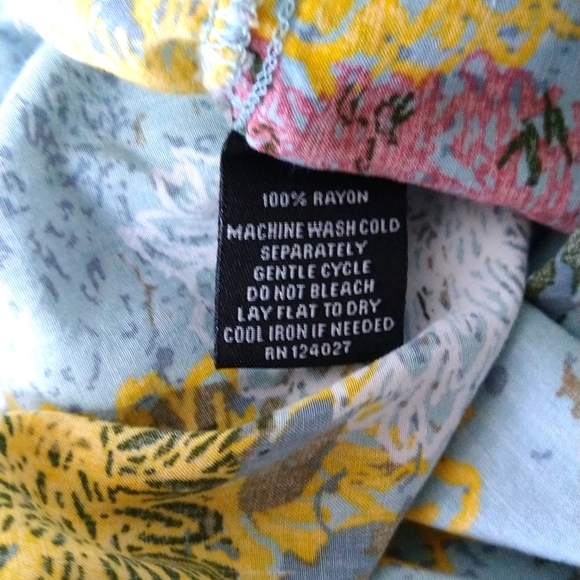 100% RAYON
MACHINE WASH COLD
SEPARATELY
GENTLE CYCLE
DO NOT BLEACH
LAY FLAT TO DRY
COOL IRON IF NEEDED
RN 124027